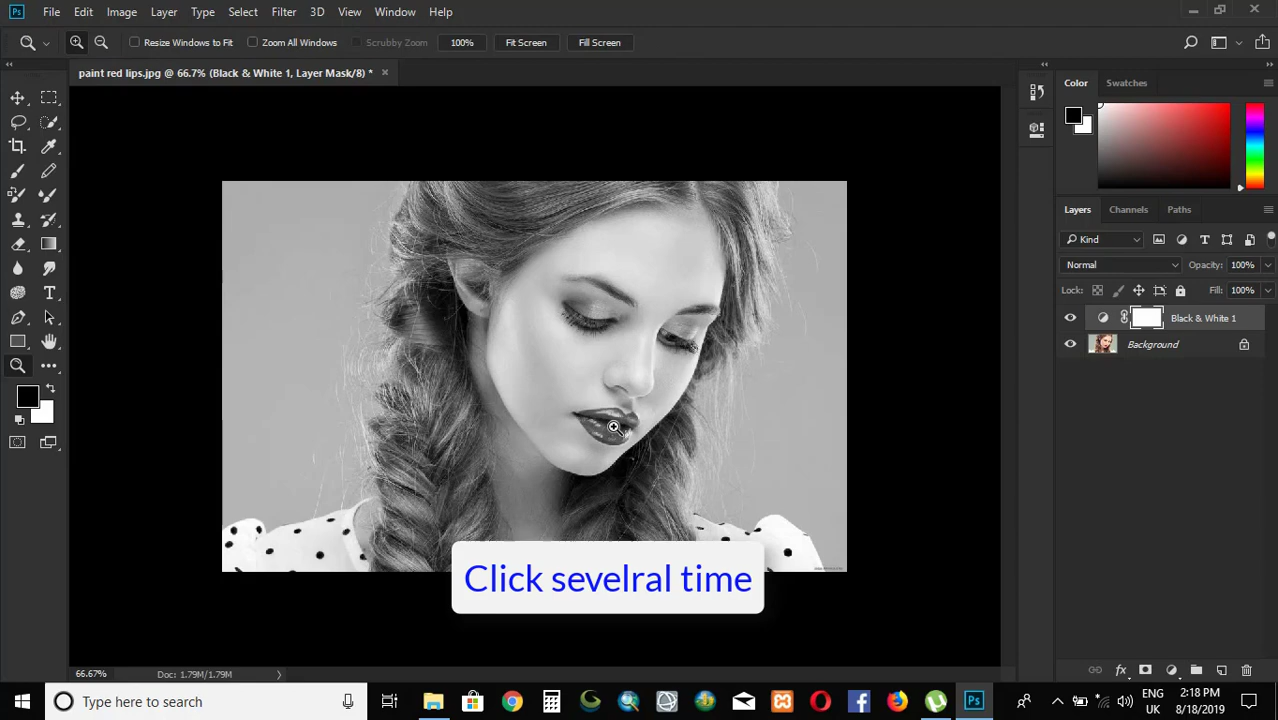 Ps File Edit Image Layer Type Select Filter 3D View Window Help
Resize Windows to Fit Zoom All Windows Scrubby Zoom 100% Fit Screen Fill Screen
paint red lips.jpg @ 66.7% (Black & White 1, Layer Mask/8) *
Color Swatches
Layers Channels Paths
Kind
Normal Opacity: 100%
Lock: Fill: 100%
Black & White 1
Background
Click sevelral time
66.67% Doc: 1.79M/1.79M
Type here to search
ENG 2:18 PM
UK 8/18/2019